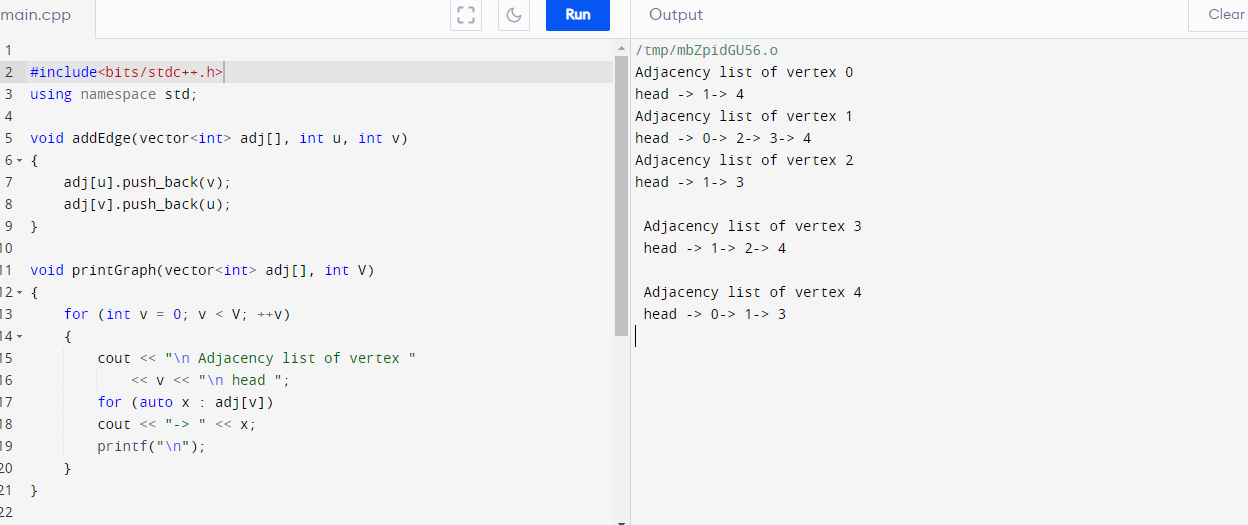 main.cpp
Run
Output
Clear
1
2 #include<bits/stdc++.h>
3 using namespace std;
4
5 void addEdge(vector<int> adj[], int u, int v)
6 {
7 adj[u].push_back(v);
8 adj[v].push_back(u);
9 }
10
11 void printGraph(vector<int> adj[], int V)
12 {
13 for (int v = 0; v < V; ++v)
14 {
15 cout << "\n Adjacency list of vertex "
16 << v << "\n head ";
17 for (auto x : adj[v])
18 cout << "-> " << x;
19 printf("\n");
20 }
21 }
22
/tmp/mbZpidGU56.o
Adjacency list of vertex 0
head -> 1-> 4
Adjacency list of vertex 1
head -> 0-> 2-> 3-> 4
Adjacency list of vertex 2
head -> 1-> 3
Adjacency list of vertex 3
head -> 1-> 2-> 4
Adjacency list of vertex 4
head -> 0-> 1-> 3